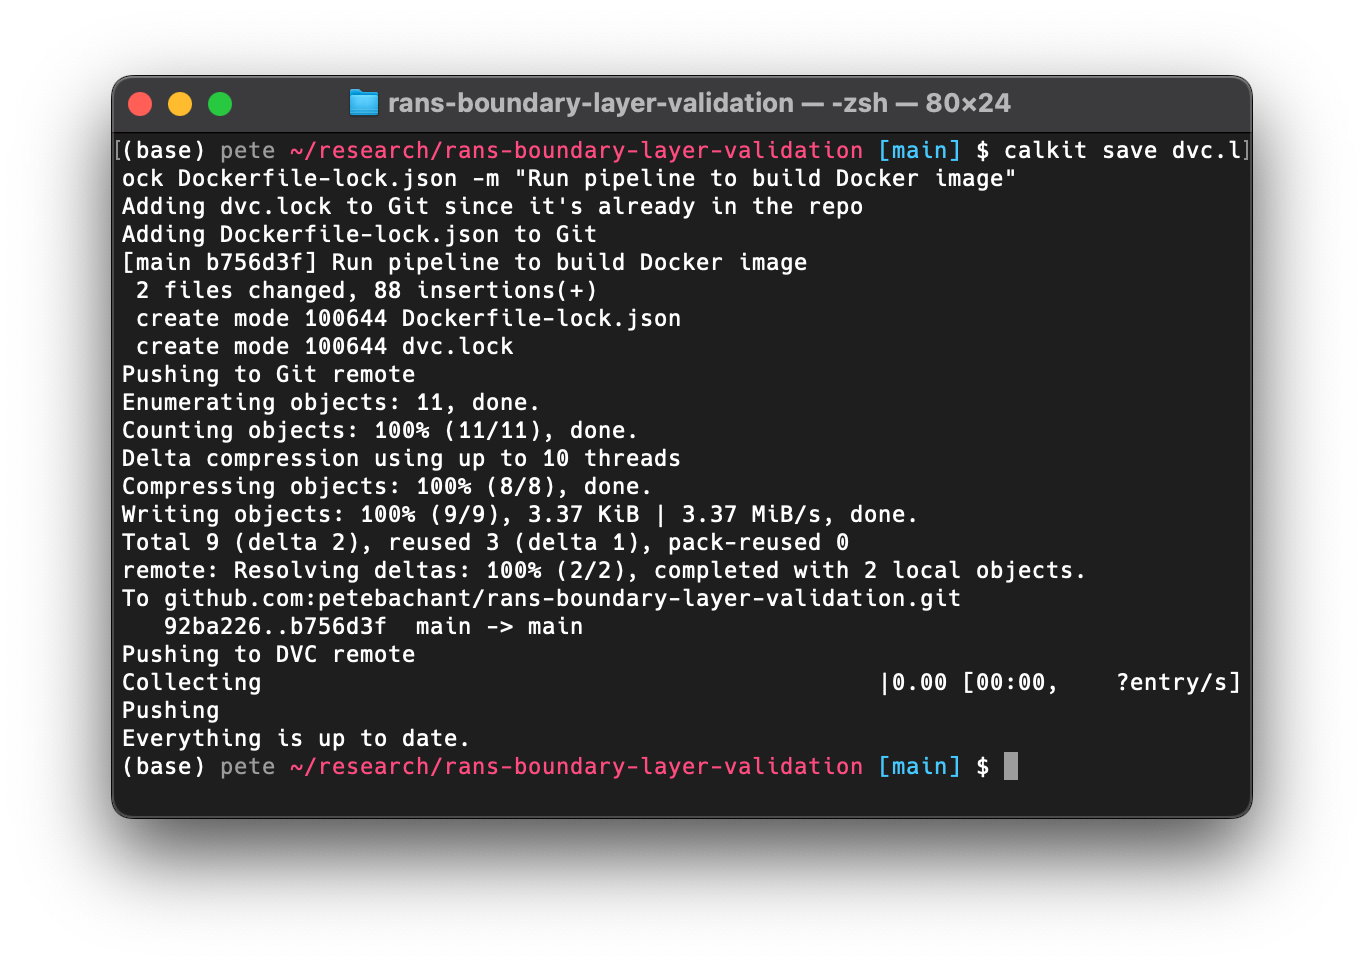 rans-boundary-layer-validation — -zsh — 80×24
(base) pete ~/research/rans-boundary-layer-validation [main] $ calkit save dvc.l
ock Dockerfile-lock.json -m "Run pipeline to build Docker image"
Adding dvc.lock to Git since it's already in the repo
Adding Dockerfile-lock.json to Git
[main b756d3f] Run pipeline to build Docker image
 2 files changed, 88 insertions(+)
 create mode 100644 Dockerfile-lock.json
 create mode 100644 dvc.lock
Pushing to Git remote
Enumerating objects: 11, done.
Counting objects: 100% (11/11), done.
Delta compression using up to 10 threads
Compressing objects: 100% (8/8), done.
Writing objects: 100% (9/9), 3.37 KiB | 3.37 MiB/s, done.
Total 9 (delta 2), reused 3 (delta 1), pack-reused 0
remote: Resolving deltas: 100% (2/2), completed with 2 local objects.
To github.com:petebachant/rans-boundary-layer-validation.git
   92ba226..b756d3f  main -> main
Pushing to DVC remote
Collecting                                            |0.00 [00:00,    ?entry/s]
Pushing
Everything is up to date.
(base) pete ~/research/rans-boundary-layer-validation [main] $